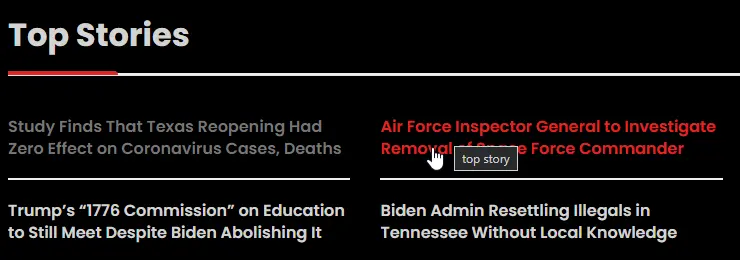 Top Stories
Study Finds That Texas Reopening Had
Zero Effect on Coronavirus Cases, Deaths
Air Force Inspector General to Investigate
Removal of Space Force Commander
top story
Trump’s “1776 Commission” on Education
to Still Meet Despite Biden Abolishing It
Biden Admin Resettling Illegals in
Tennessee Without Local Knowledge